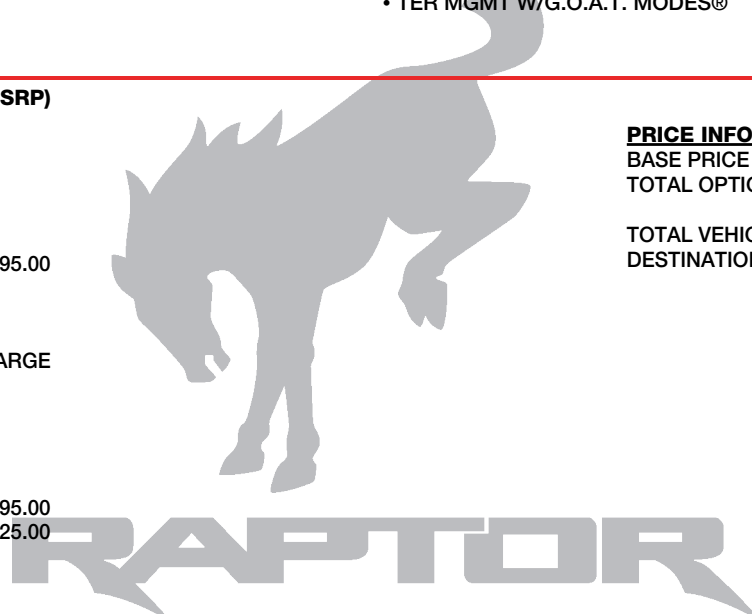 • TER MGMT W/G.O.A.T. MODES®
SRP)
95.00
ARGE
95.00
25.00
PRICE INFO
BASE PRICE
TOTAL OPTIO
TOTAL VEHIC
DESTINATION
RAPTOR